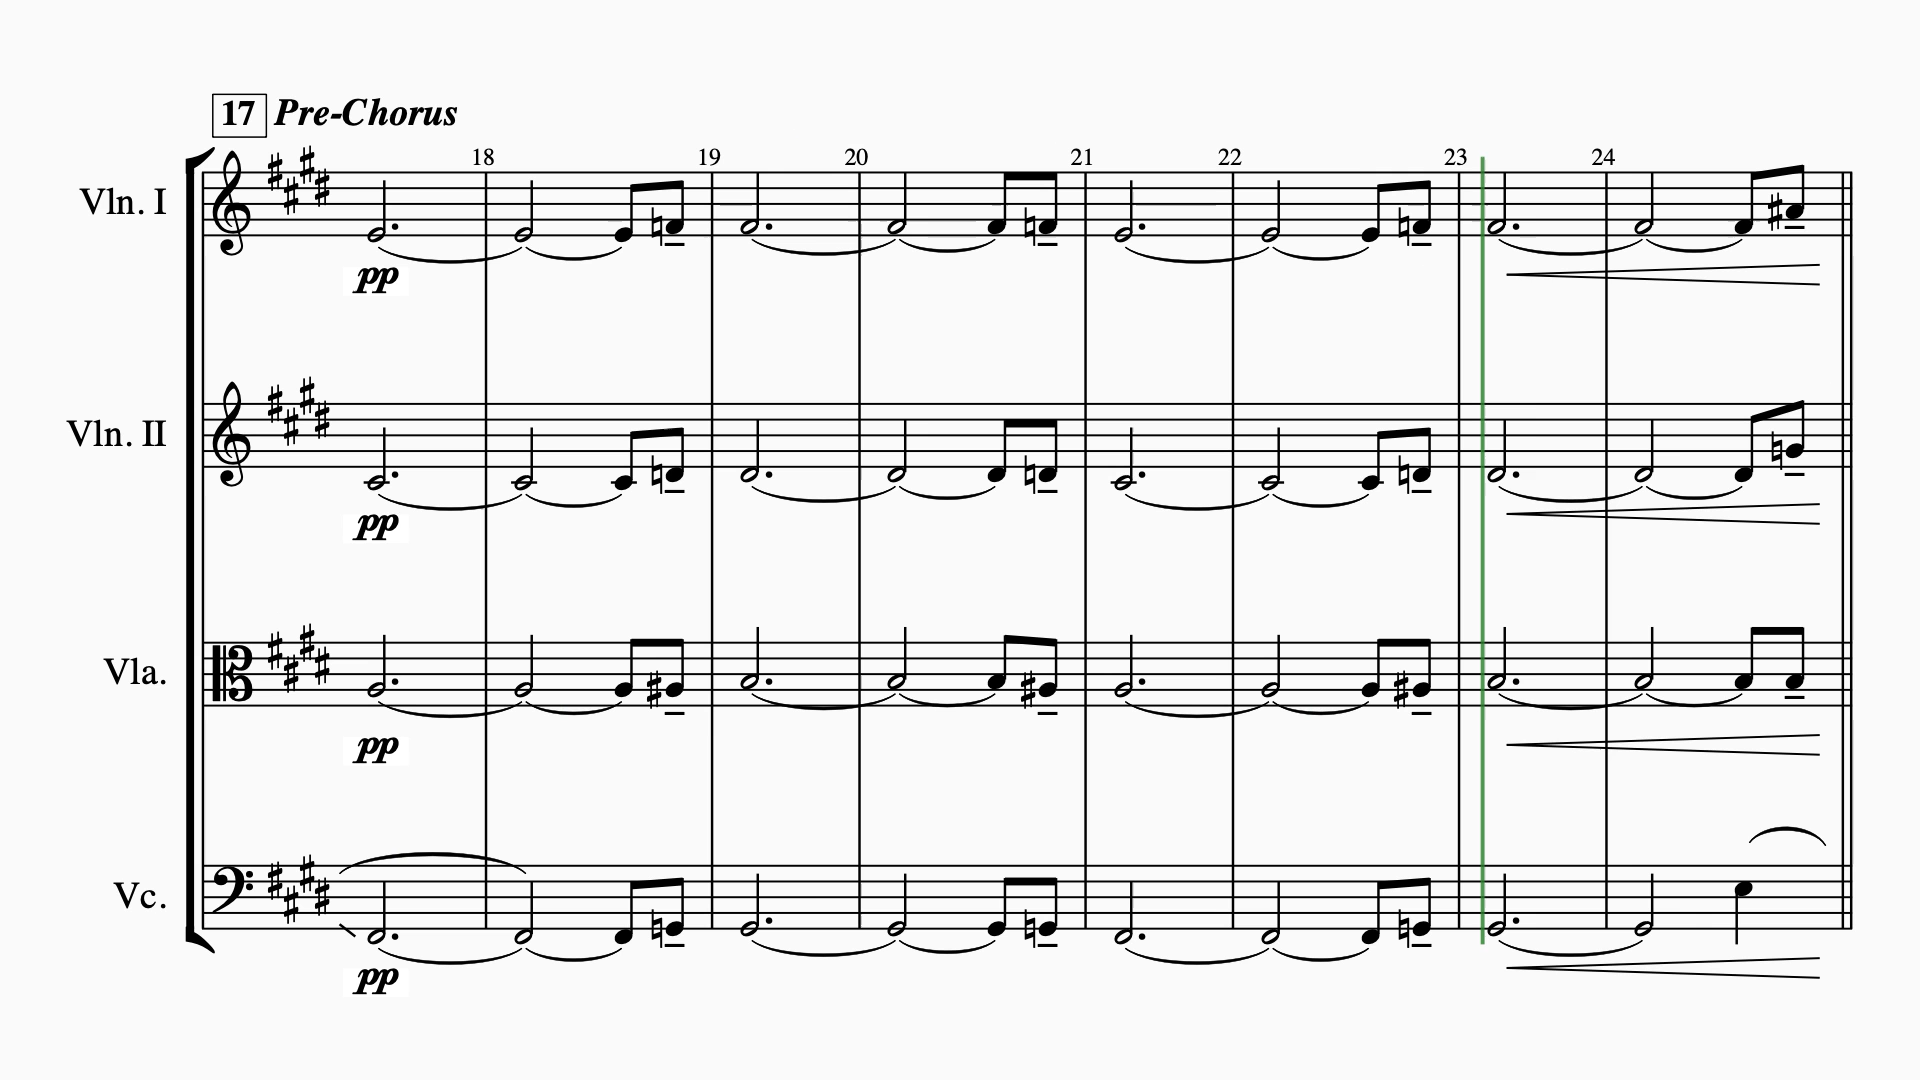 17 Pre-Chorus
18 19 20 21 22 23 24
Vln. I
pp
Vln. II
pp
Vla.
pp
Vc.
pp